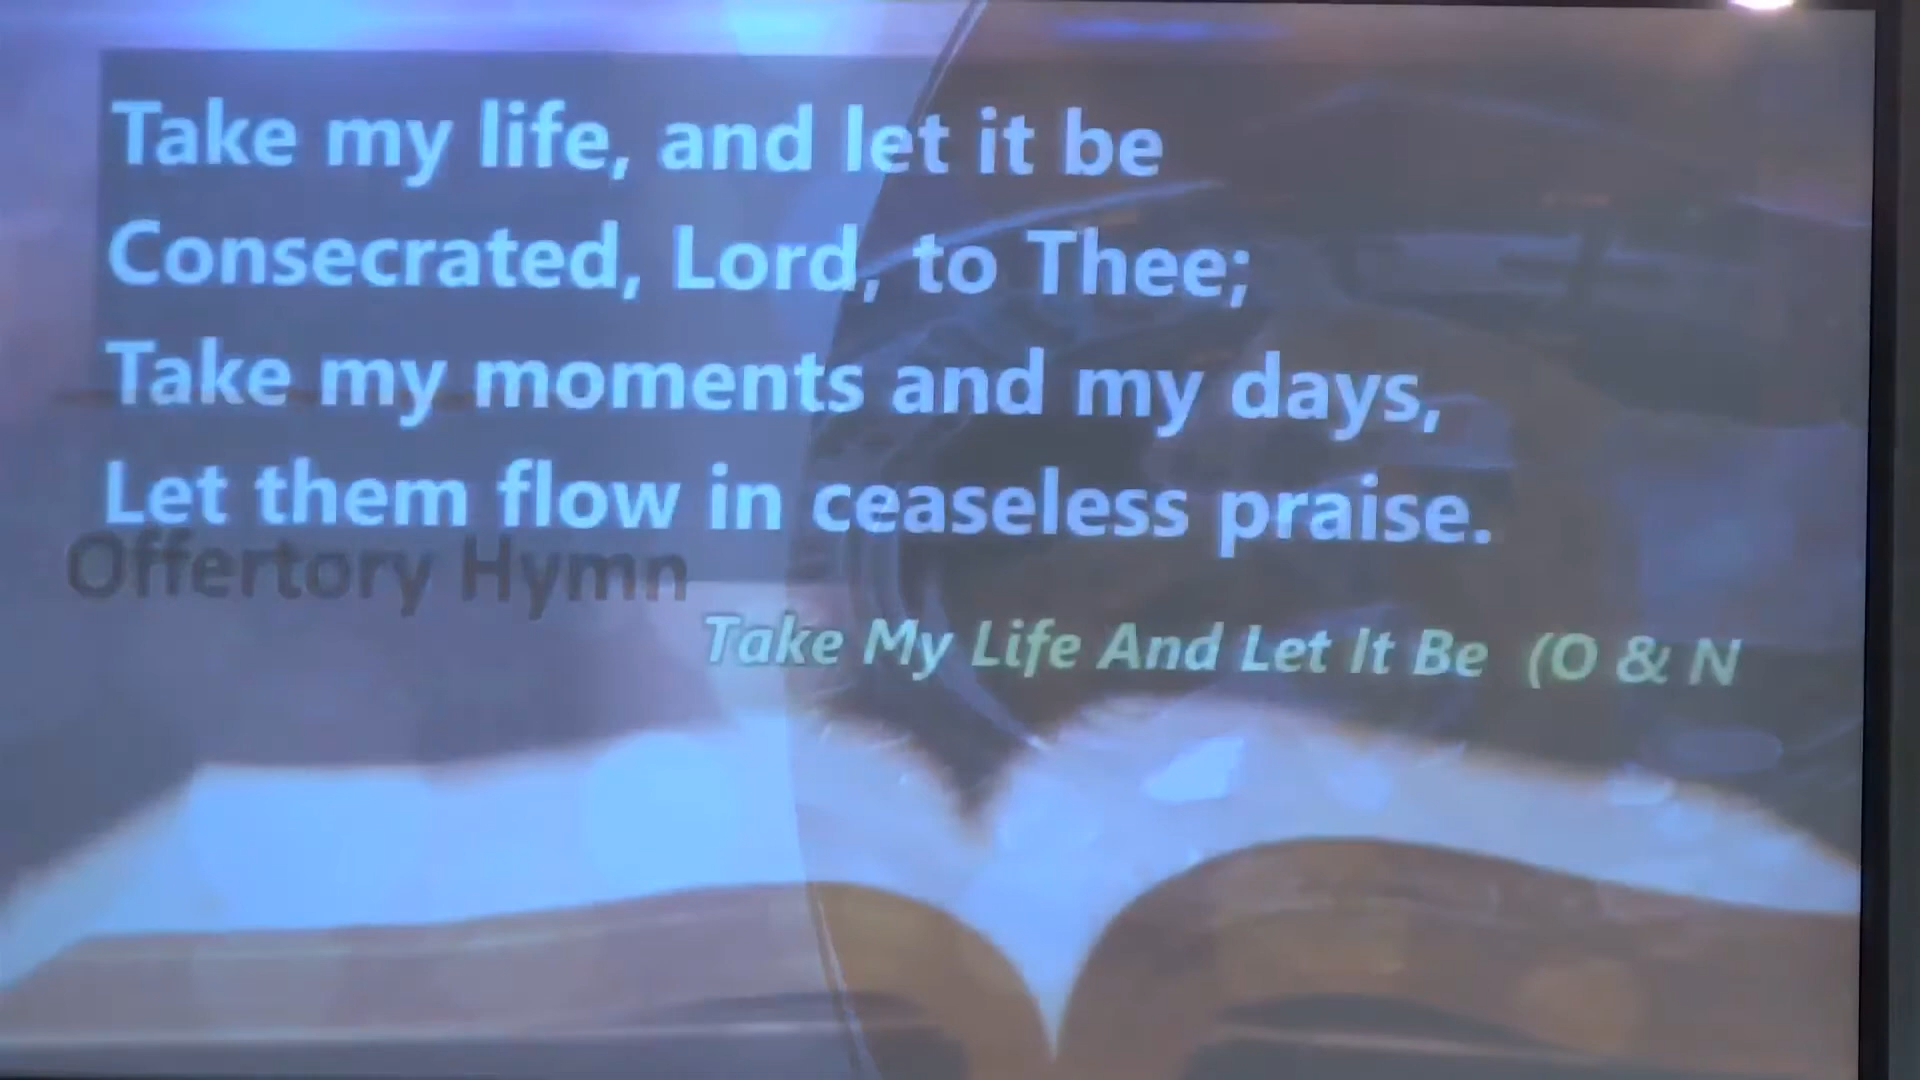 Take my life, and let it be
Consecrated, Lord, to Thee;
Take my moments and my days,
Let them flow in ceaseless praise.
Offertory Hymn
Take My Life And Let It Be (O & N